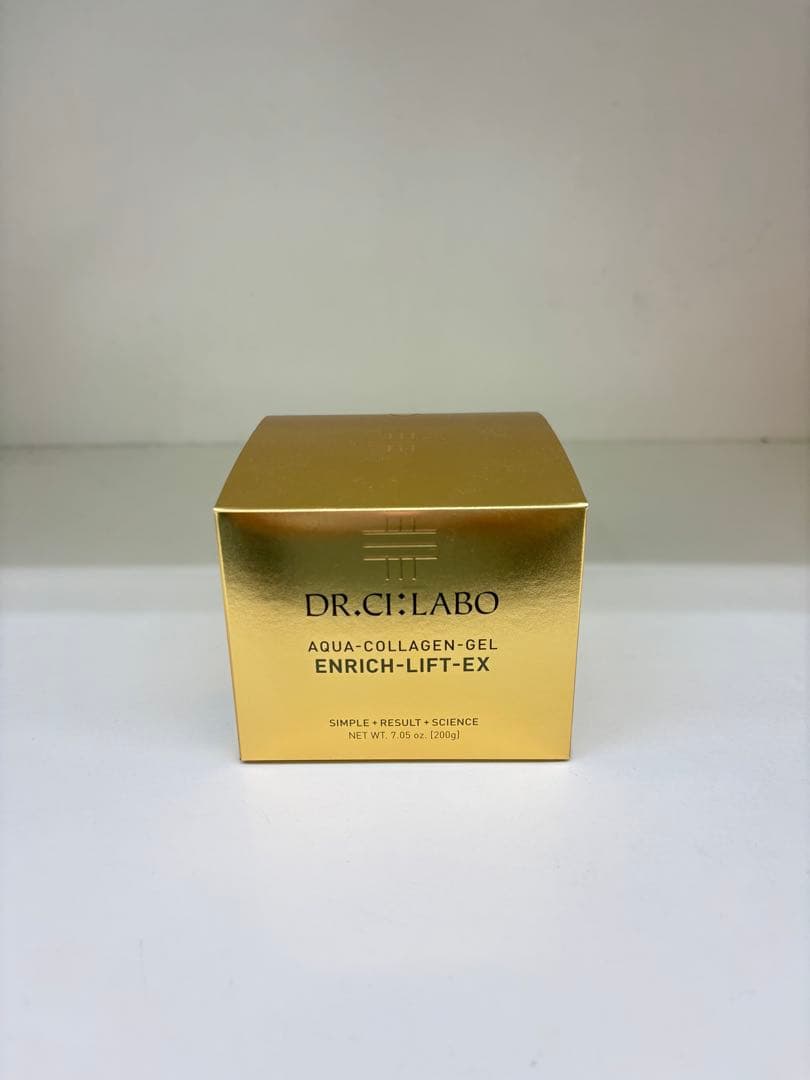 DR.CI:LABO
AQUA-COLLAGEN-GEL
ENRICH-LIFT-EX
SIMPLE + RESULT + SCIENCE
NET WT. 7.05 oz. [200g]